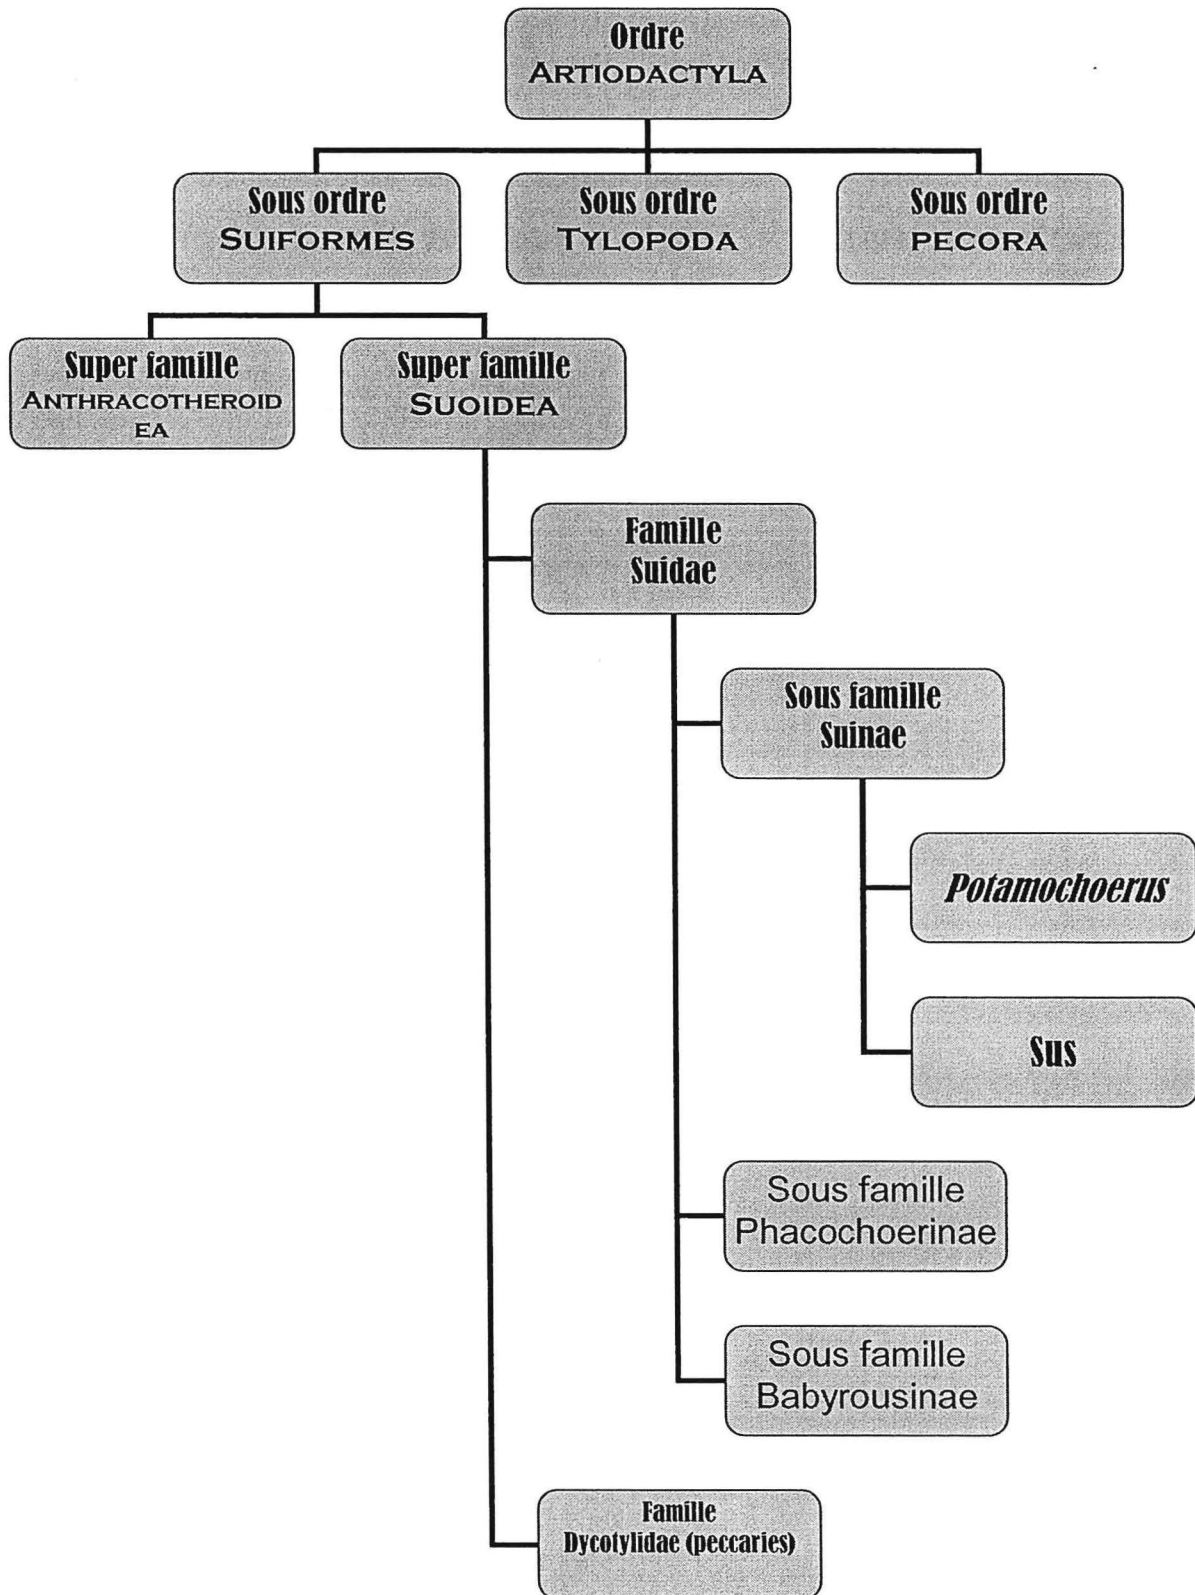 Ordre
ARTIODACTYLA
Sous ordre
SUIFORMES
Sous ordre
TYLOPODA
Sous ordre
PECORA
Super famille
ANTHRACOTHEROID
EA
Super famille
SUOIDEA
Famille
Suidae
Sous famille
Suinae
Potamochoerus
Sus
Sous famille
Phacochoerinae
Sous famille
Babyrousinae
Famille
Dycotylidae (peccaries)